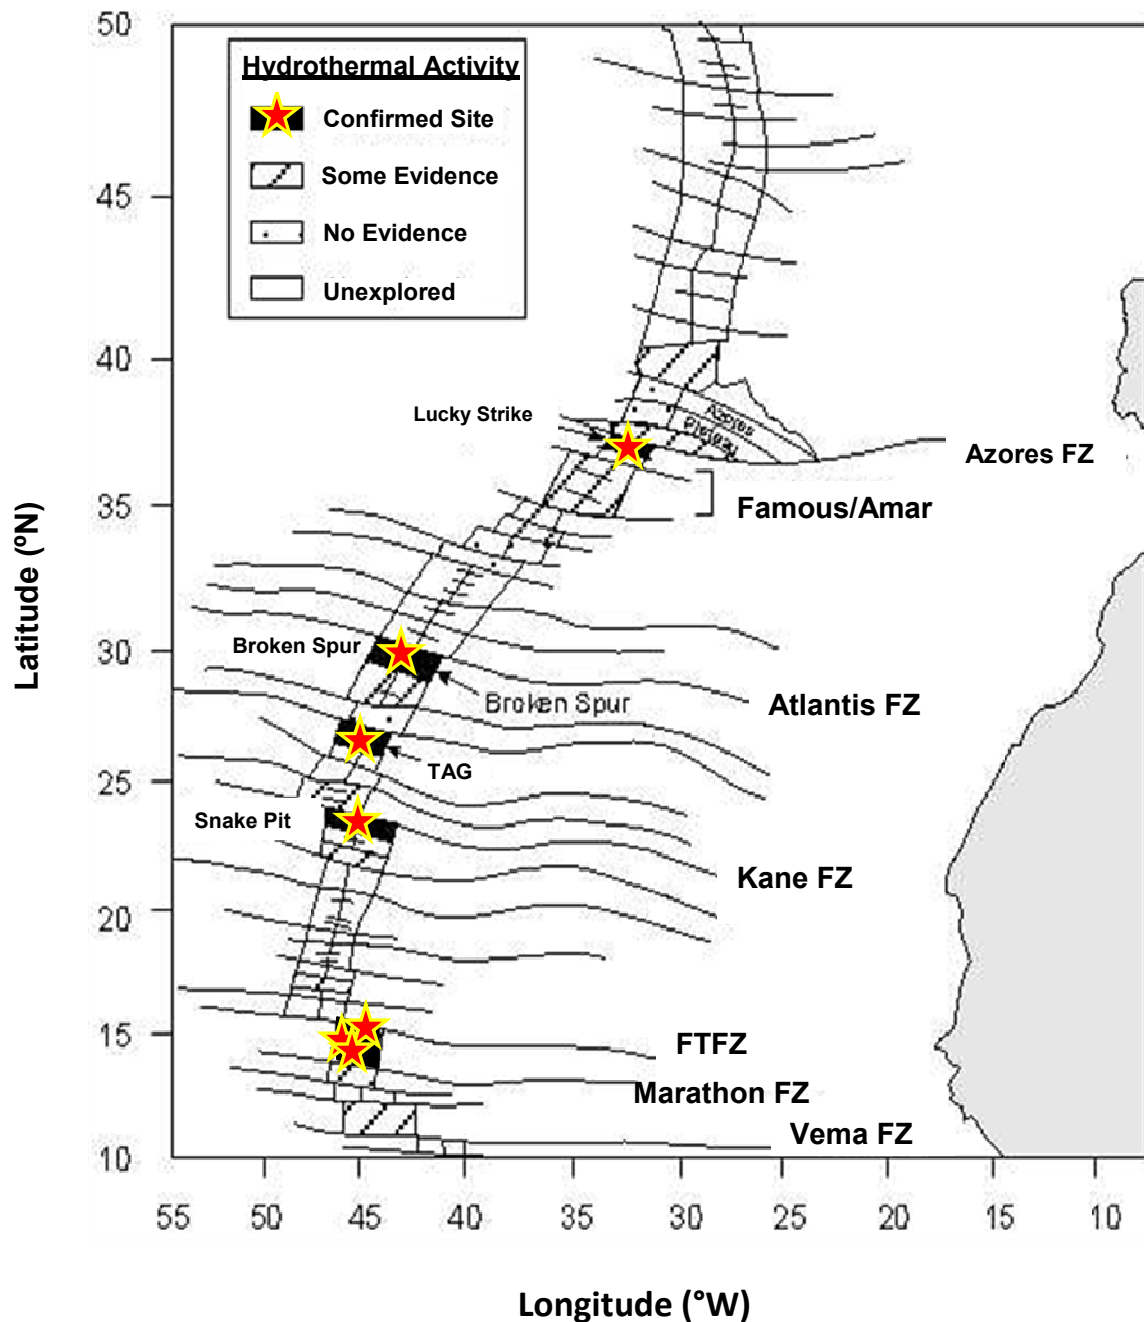 50
Hydrothermal Activity
Confirmed Site
Some Evidence
No Evidence
Unexplored
45
40
Lucky Strike
Azores
Plateau
Azores FZ
35
Famous/Amar
Latitude (ºN)
30
Broken Spur
Broken Spur
Atlantis FZ
TAG
25
Snake Pit
Kane FZ
20
15
FTFZ
Marathon FZ
Vema FZ
10
55 50 45 40 35 30 25 20 15 10
Longitude (°W)